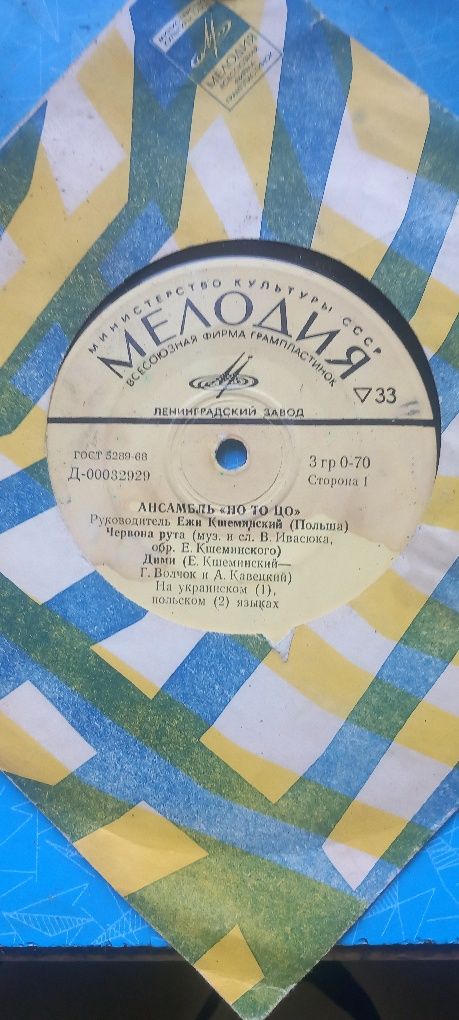 МЕЛОДИЯ
МИНИСТЕРСТВО КУЛЬТУРЫ СССР
МЕЛОДИЯ
ВСЕСОЮЗНАЯ ФИРМА ГРАМПЛАСТИНОК
▽33
ЛЕНИНГРАДСКИЙ ЗАВОД
ГОСТ 5289-68
3 гр 0-70
Д-00032929
Сторона 1
АНСАМБЛЬ «НО ТО ЦО»
Руководитель Ежи Кшеминский (Польша)
Червона рута (муз. и сл. В. Ивасюка,
обр. Е. Кшеминского)
Дими (Е. Кшеминский—
Г. Волчок и А. Кавецкий)
На украинском (1),
польском (2) языках